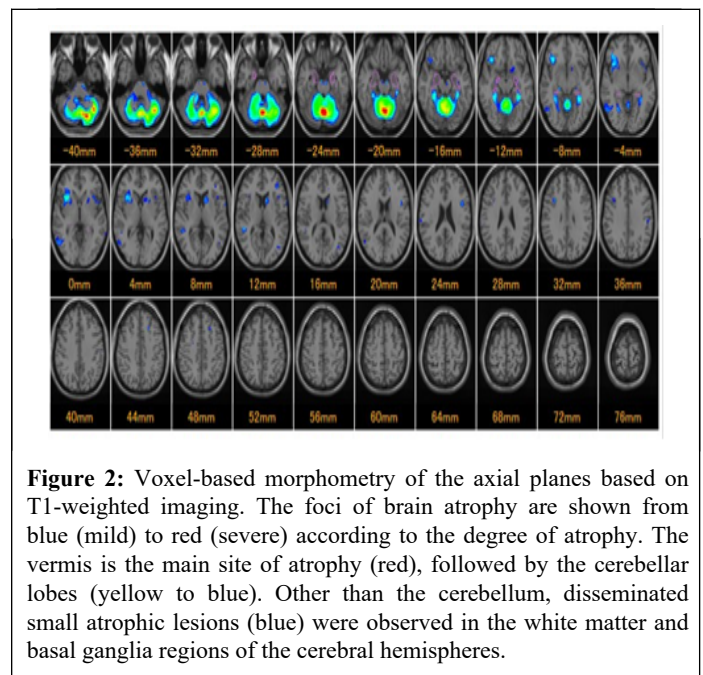 -40mm -36mm -32mm -28mm -24mm -20mm -16mm -12mm -8mm -4mm
0mm 4mm 8mm 12mm 16mm 20mm 24mm 28mm 32mm 36mm
40mm 44mm 48mm 52mm 56mm 60mm 64mm 68mm 72mm 76mm
Figure 2: Voxel-based morphometry of the axial planes based on
T1-weighted imaging. The foci of brain atrophy are shown from
blue (mild) to red (severe) according to the degree of atrophy. The
vermis is the main site of atrophy (red), followed by the cerebellar
lobes (yellow to blue). Other than the cerebellum, disseminated
small atrophic lesions (blue) were observed in the white matter and
basal ganglia regions of the cerebral hemispheres.